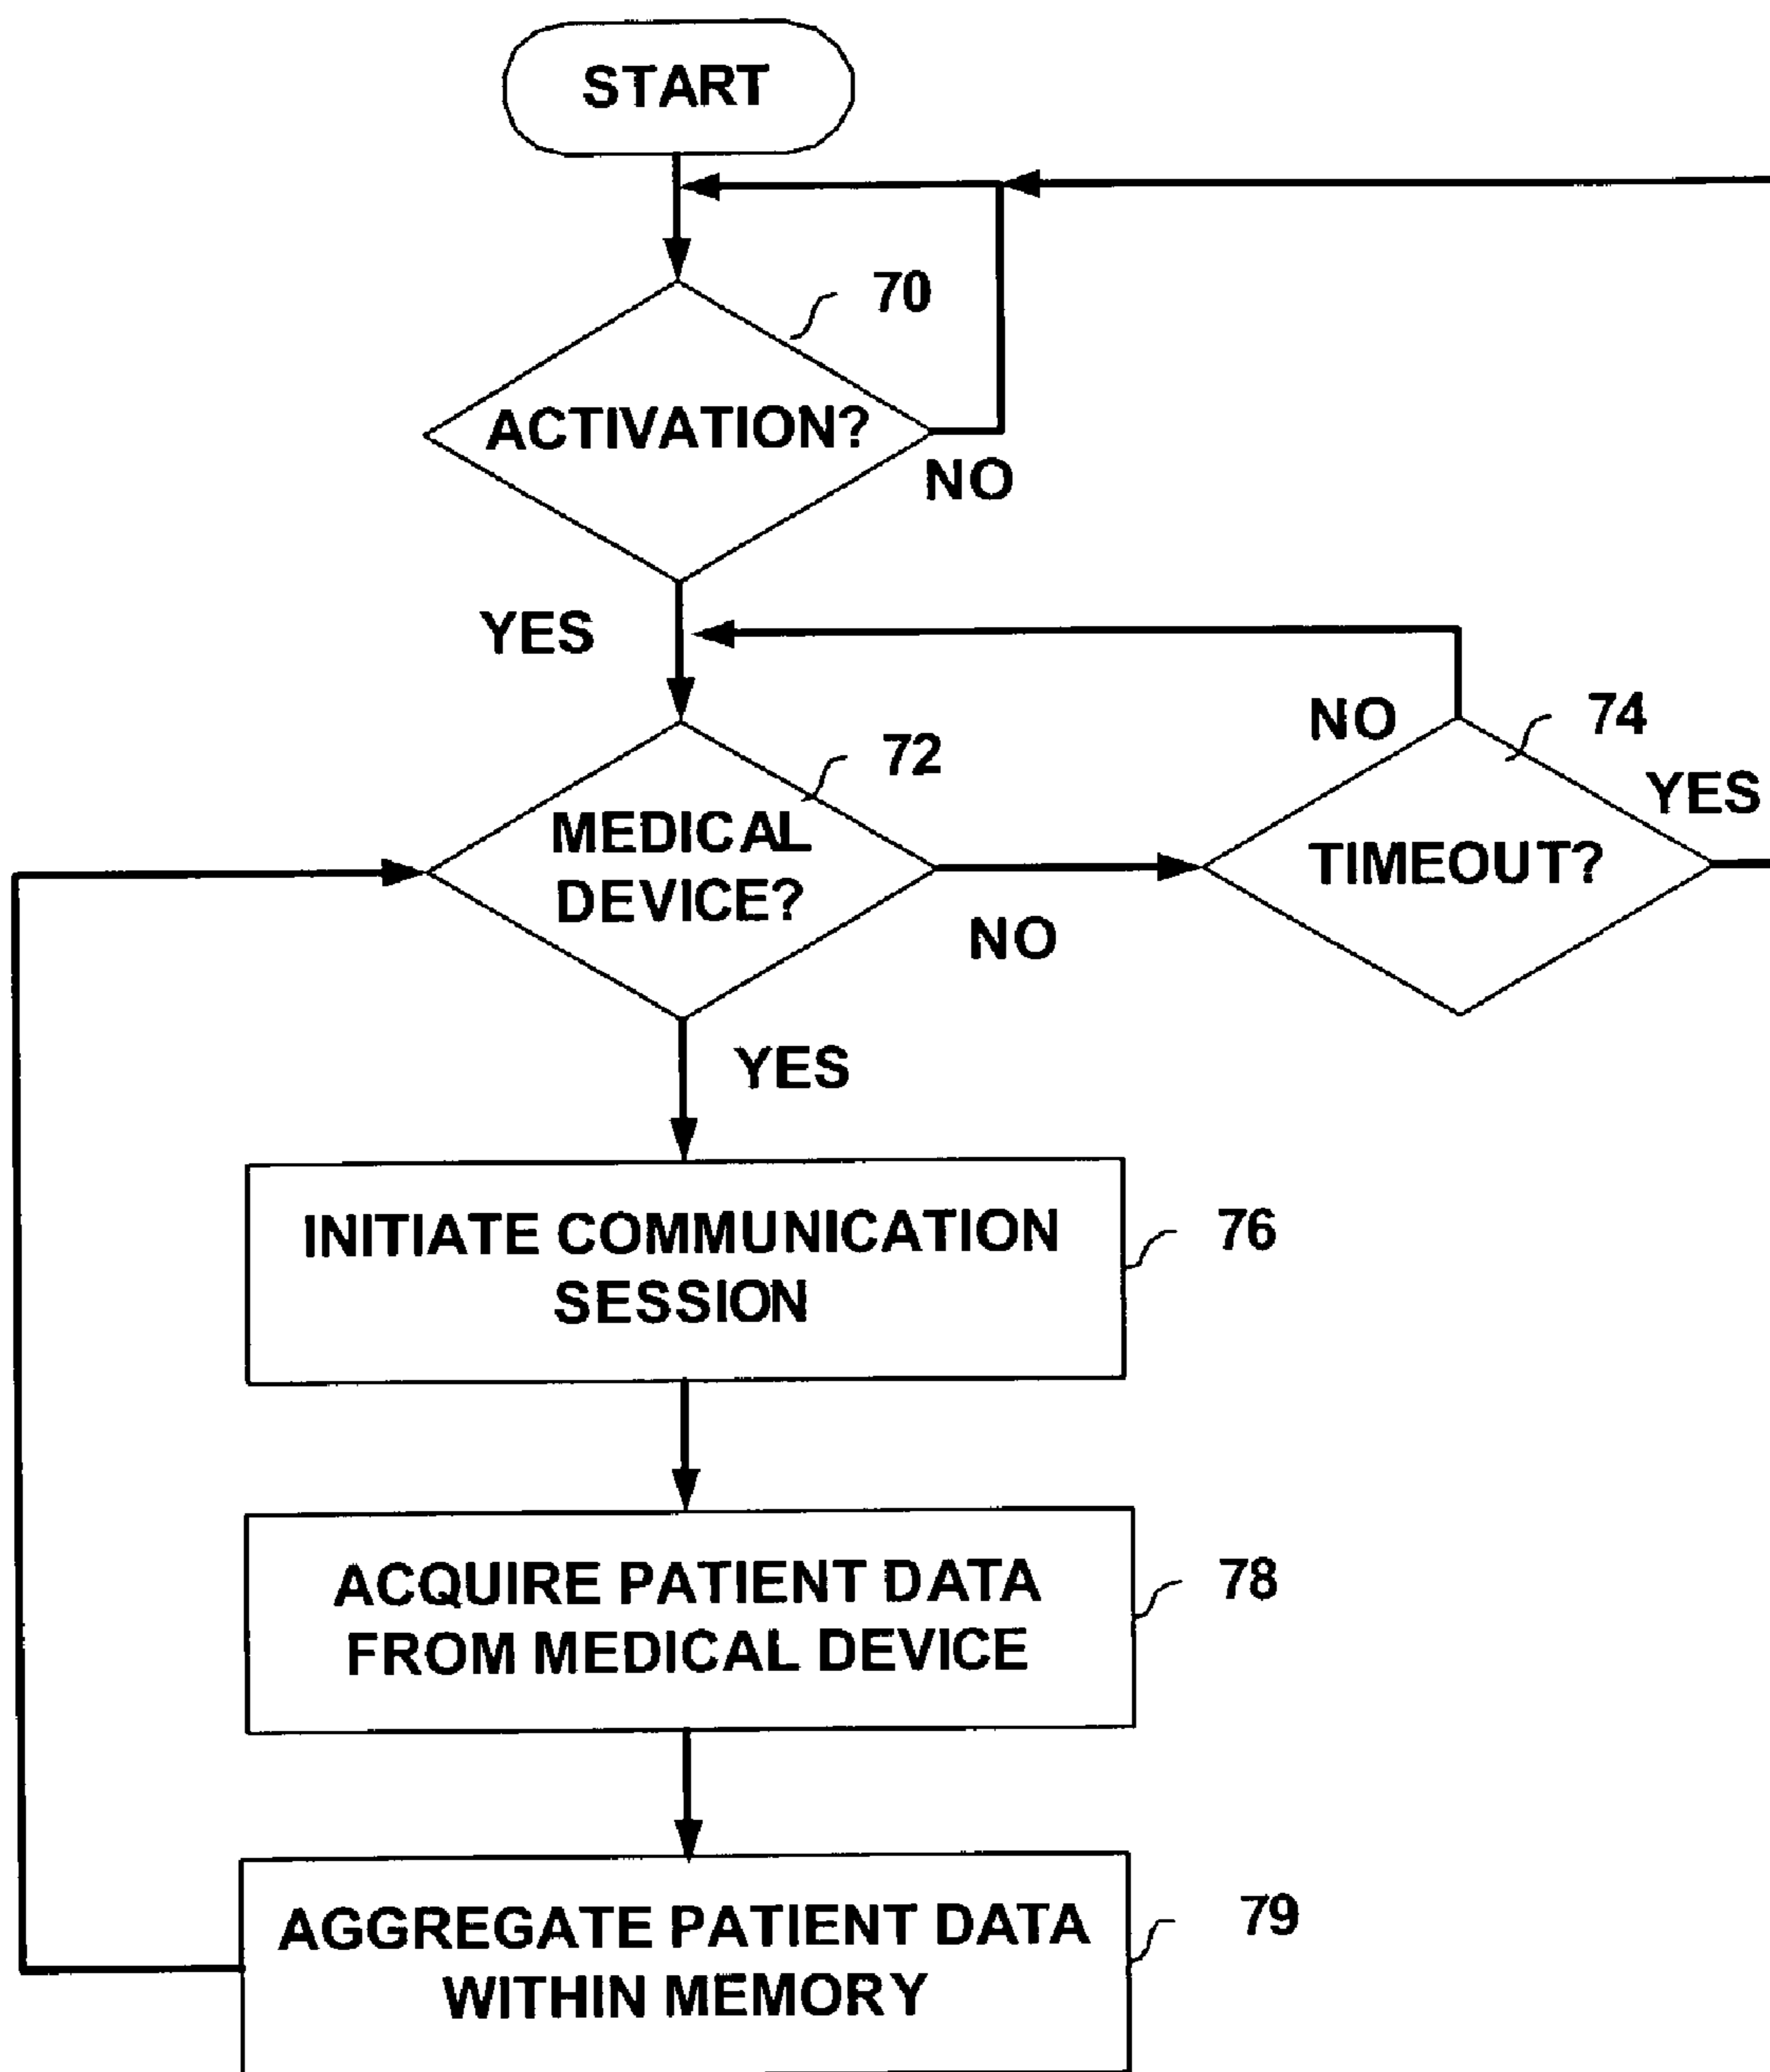 START
70
ACTIVATION?
NO
YES
72
MEDICAL
DEVICE?
NO
74
NO
YES
TIMEOUT?
YES
INITIATE COMMUNICATION
SESSION
76
ACQUIRE PATIENT DATA
FROM MEDICAL DEVICE
78
AGGREGATE PATIENT DATA
WITHIN MEMORY
79